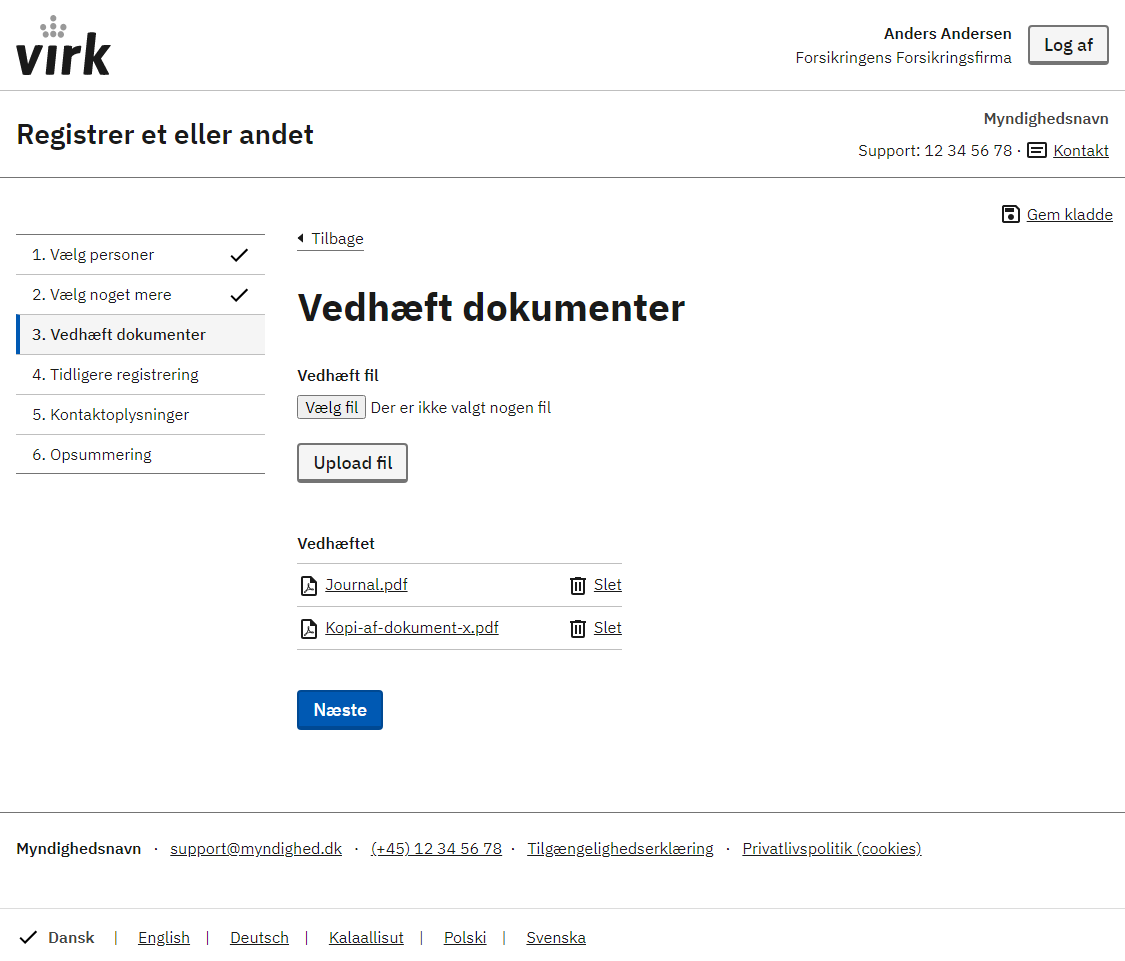 virk
Anders Andersen
Forsikringens Forsikringsfirma
Log af
Registrer et eller andet
Myndighedsnavn
Support: 12 34 56 78 · Kontakt
Gem kladde
1. Vælg personer
2. Vælg noget mere
3. Vedhæft dokumenter
4. Tidligere registrering
5. Kontaktoplysninger
6. Opsummering
Tilbage
Vedhæft dokumenter
Vedhæft fil
Vælg fil Der er ikke valgt nogen fil
Upload fil
Vedhæftet
Journal.pdf Slet
Kopi-af-dokument-x.pdf Slet
Næste
Myndighedsnavn · support@myndighed.dk · (+45) 12 34 56 78 · Tilgængelighedserklæring · Privatlivspolitik (cookies)
Dansk | English | Deutsch | Kalaallisut | Polski | Svenska